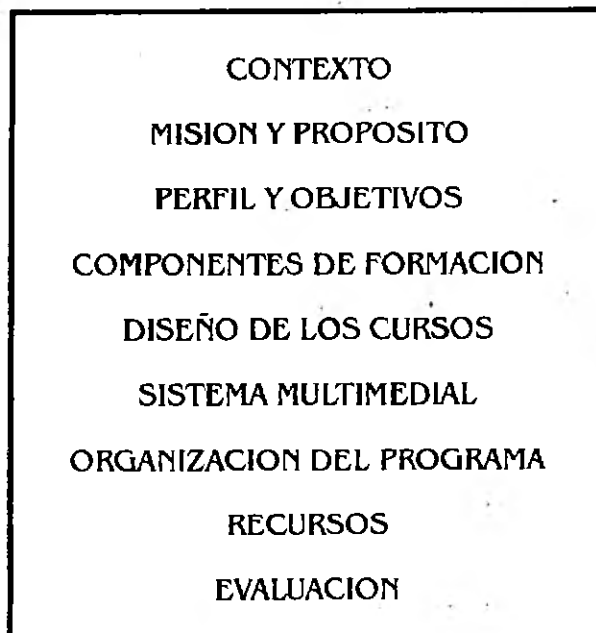 CONTEXTO
MISION Y PROPOSITO
PERFIL Y OBJETIVOS
COMPONENTES DE FORMACION
DISEÑO DE LOS CURSOS
SISTEMA MULTIMEDIAL
ORGANIZACION DEL PROGRAMA
RECURSOS
EVALUACION